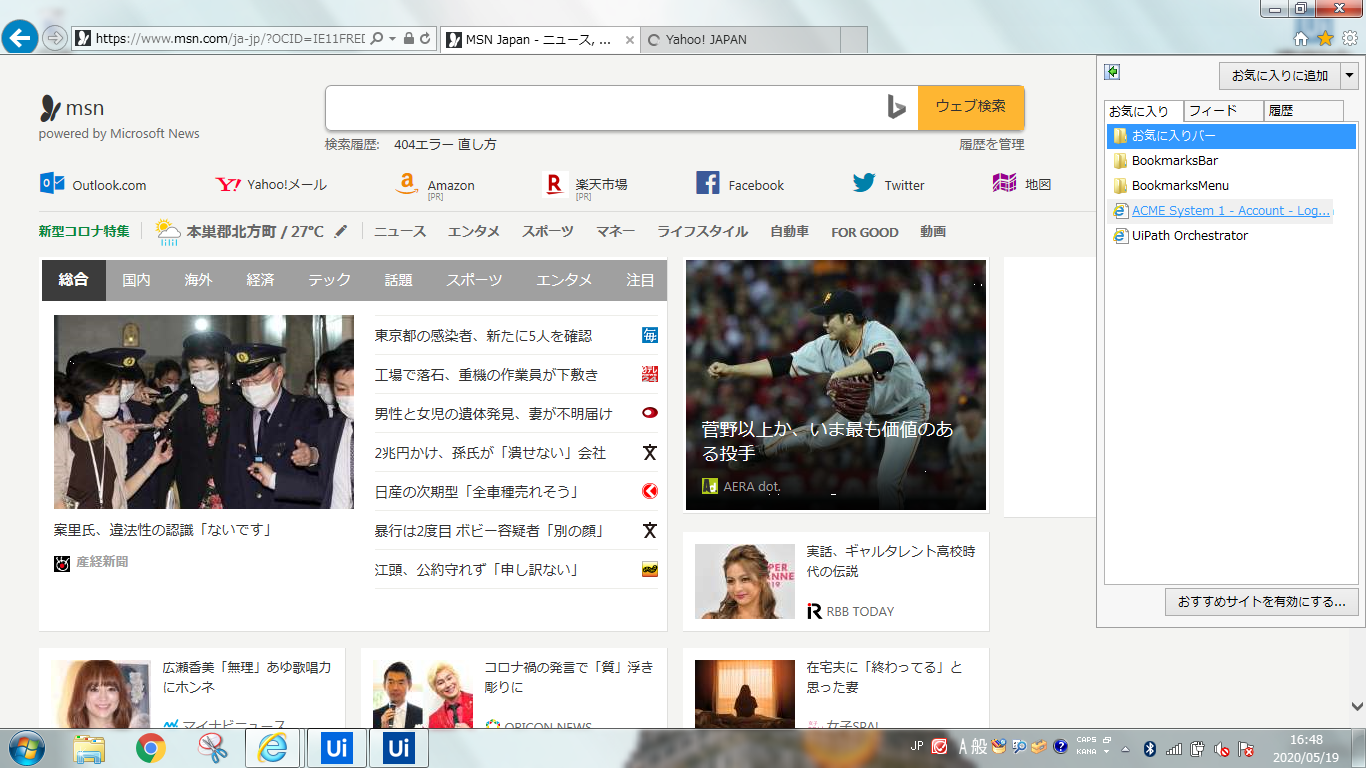 https://www.msn.com/ja-jp/?OCID=IE11FRE
MSN Japan - ニュース, ...
Yahoo! JAPAN
msn
powered by Microsoft News
ウェブ検索
検索履歴:
404エラー 直し方
履歴を管理
Outlook.com
Yahoo!メール
Amazon
[PR]
楽天市場
[PR]
Facebook
Twitter
地図
新型コロナ特集
本巣郡北方町 / 27°C
ニュース
エンタメ
スポーツ
マネー
ライフスタイル
自動車
FOR GOOD
動画
総合
国内
海外
経済
テック
話題
スポーツ
エンタメ
注目
案里氏、違法性の認識「ないです」
産経新聞
東京都の感染者、新たに5人を確認
工場で落石、重機の作業員が下敷き
男性と女児の遺体発見、妻が不明届け
2兆円かけ、孫氏が「潰せない」会社
日産の次期型「全車種売れそう」
暴行は2度目 ボビー容疑者「別の顔」
江頭、公約守れず「申し訳ない」
菅野以上か、いま最も価値のあ
る投手
AERA dot.
実話、ギャルタレント高校時
代の伝説
RBB TODAY
広瀬香美「無理」あゆ歌唱力
にホンネ
マイナビニュース
コロナ禍の発言で「質」浮き
彫りに
ORICON NEWS
在宅夫に「終わってる」と
思った妻
女子SPA!
お気に入りに追加
お気に入り
フィード
履歴
お気に入りバー
BookmarksBar
BookmarksMenu
ACME System 1 - Account - Log...
UiPath Orchestrator
おすすめサイトを有効にする...
Ui
Ui
JP
A 般
CAPS
KANA
16:48
2020/05/19